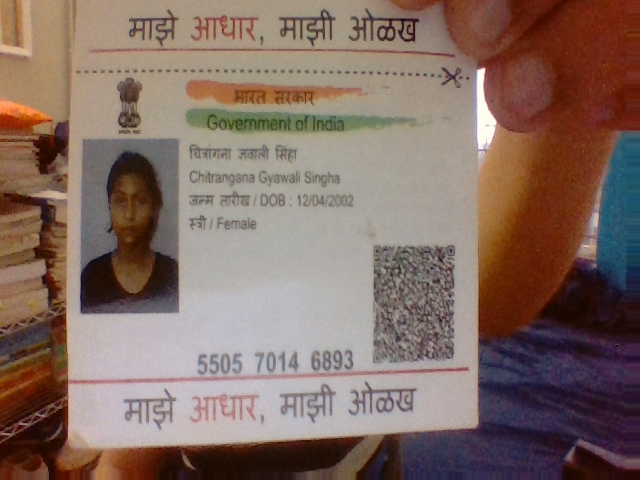 माझे आधार, माझी ओळख
भारत सरकार
Government of India
चित्रांगना जवाली सिंहा
Chitrangana Gyawali Singha
जन्म तारीख / DOB : 12/04/2002
स्त्री / Female
5505 7014 6893
माझे आधार, माझी ओळख